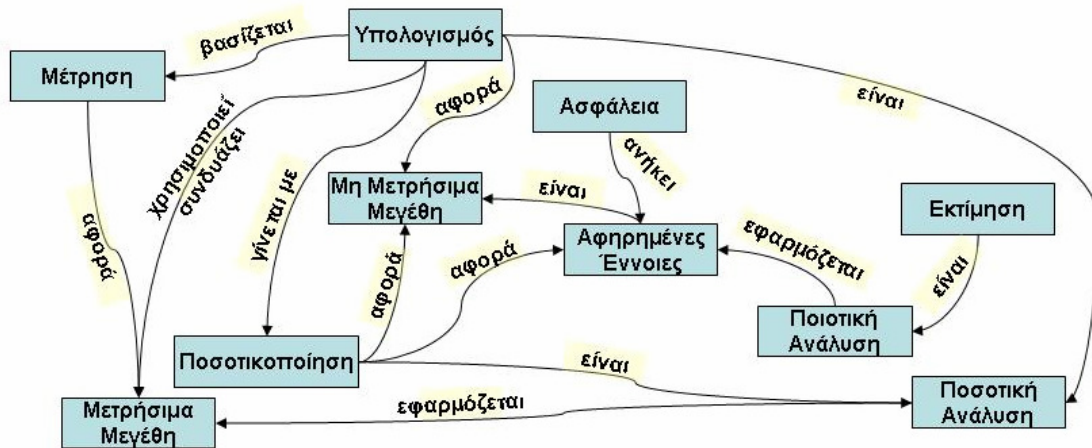 Υπολογισμός
βασίζεται
Μέτρηση
είναι
αφορά
Ασφάλεια
χρησιμοποιεί
συνδυάζει
ανήκει
Μη Μετρήσιμα
Μεγέθη
είναι
Εκτίμηση
γίνεται με
Αφηρημένες
Έννοιες
εφαρμόζεται
αφορά
αφορά
αφορά
είναι
Ποιοτική
Ανάλυση
Ποσοτικοποίηση
είναι
Ποσοτική
Ανάλυση
Μετρήσιμα
Μεγέθη
εφαρμόζεται